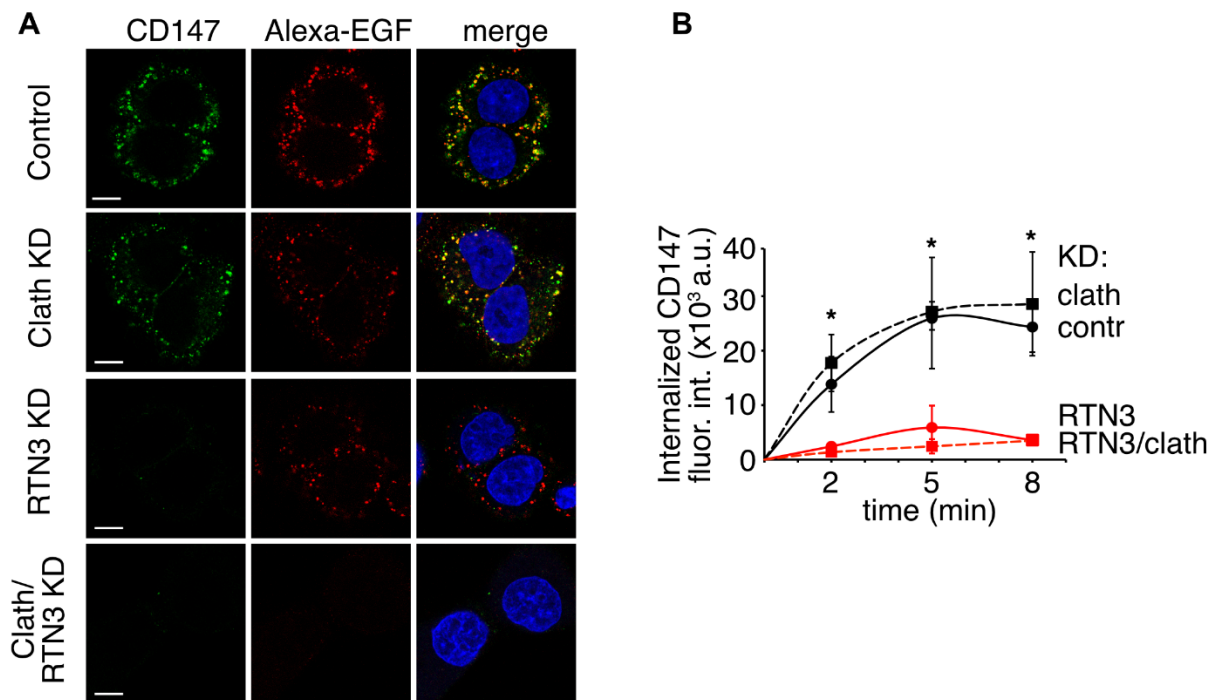 A
CD147 Alexa-EGF merge
Control
Clath KD
RTN3 KD
Clath/
RTN3 KD
B
Internalized CD147
fluor. int. (x10³ a.u.)
40
30
20
10
0
* * *
KD:
clath
contr
RTN3
RTN3/clath
2 5 8
time (min)